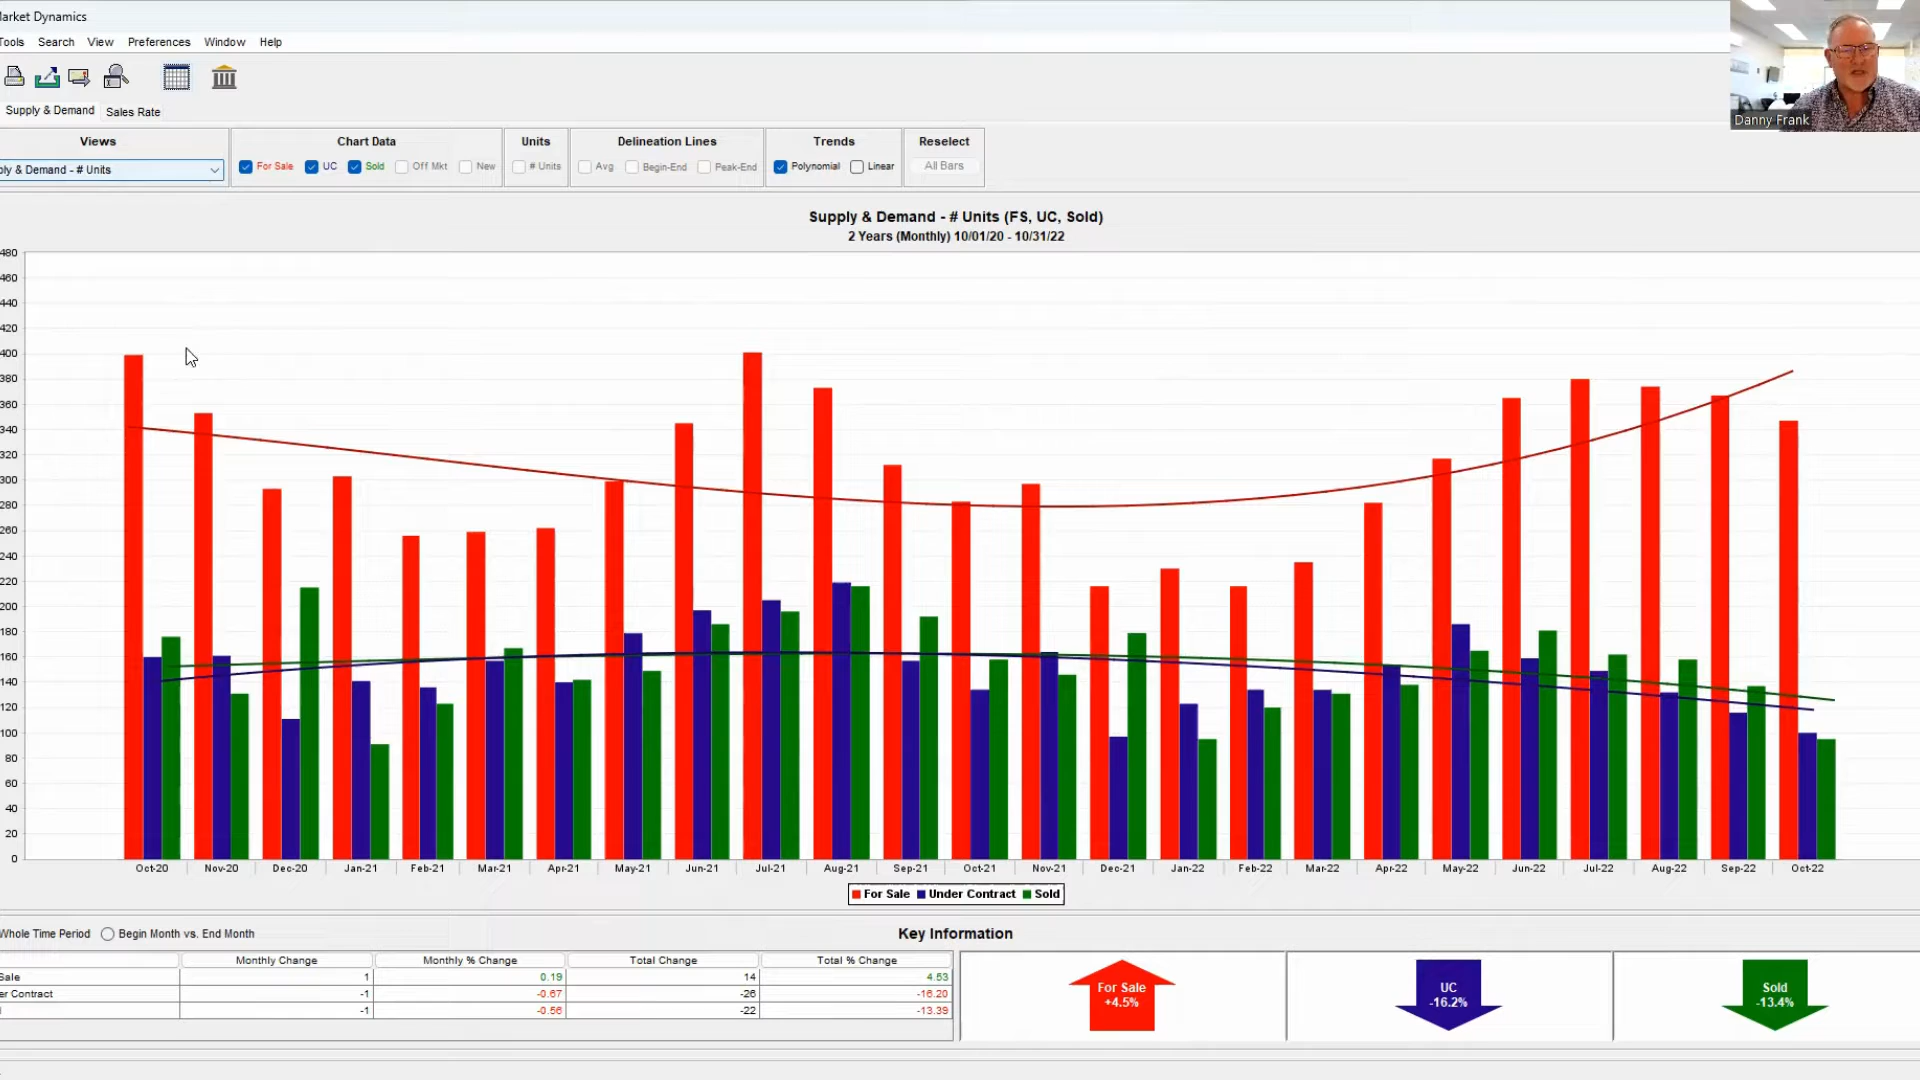 Market Dynamics
Tools Search View Preferences Window Help
Supply & Demand Sales Rate
Views Chart Data Units Delineation Lines Trends Reselect
ply & Demand - # Units For Sale UC Sold Off Mkt New # Units Avg Begin-End Peak-End Polynomial Linear All Bars
Danny Frank
Supply & Demand - # Units (FS, UC, Sold)
2 Years (Monthly) 10/01/20 - 10/31/22
480
460
440
420
400
380
360
340
320
300
280
260
240
220
200
180
160
140
120
100
80
60
40
20
0
Oct-20 Nov-20 Dec-20 Jan-21 Feb-21 Mar-21 Apr-21 May-21 Jun-21 Jul-21 Aug-21 Sep-21 Oct-21 Nov-21 Dec-21 Jan-22 Feb-22 Mar-22 Apr-22 May-22 Jun-22 Jul-22 Aug-22 Sep-22 Oct-22
For Sale Under Contract Sold
Whole Time Period Begin Month vs. End Month
Key Information
Monthly Change Monthly % Change Total Change Total % Change
Sale 1 0.19 14 4.53
er Contract -1 -0.67 -26 -16.20
-1 -0.56 -22 -13.39
For Sale
+4.5%
UC
-16.2%
Sold
-13.4%